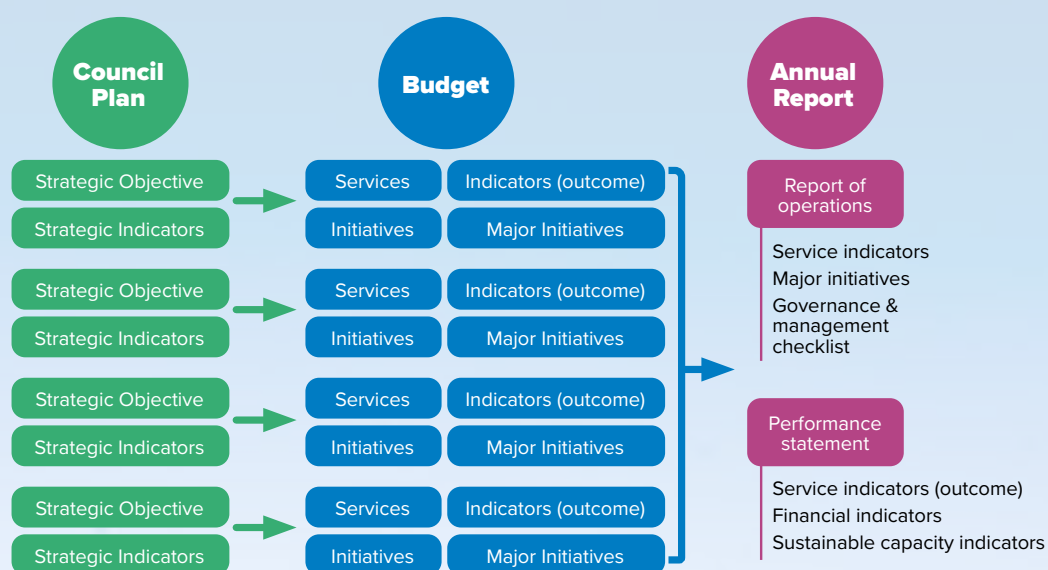 Council
Plan
Budget
Annual
Report
Strategic Objective
Strategic Indicators
Services
Indicators (outcome)
Initiatives
Major Initiatives
Strategic Objective
Strategic Indicators
Services
Indicators (outcome)
Initiatives
Major Initiatives
Strategic Objective
Strategic Indicators
Services
Indicators (outcome)
Initiatives
Major Initiatives
Strategic Objective
Strategic Indicators
Services
Indicators (outcome)
Initiatives
Major Initiatives
Report of
operations
Service indicators
Major initiatives
Governance &
management
checklist
Performance
statement
Service indicators (outcome)
Financial indicators
Sustainable capacity indicators